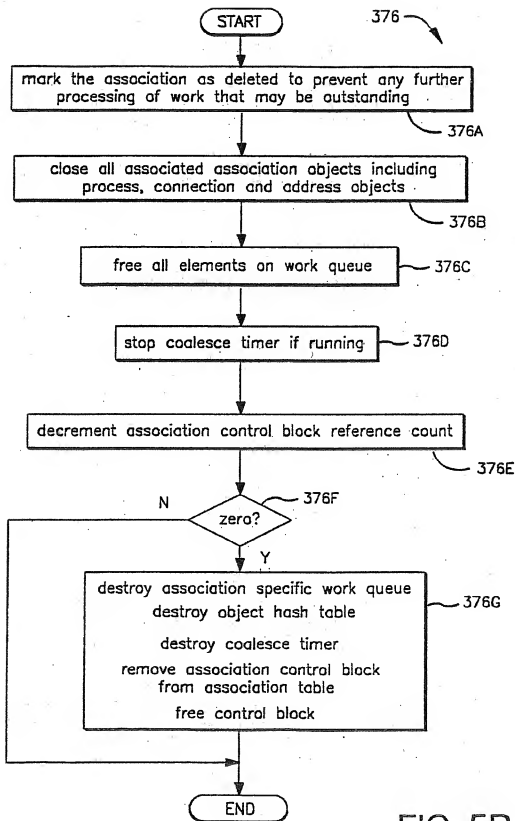 START
376
mark the association as deleted to prevent any further
processing of work that may be outstanding
376A
close all associated association objects including
process, connection and address objects
376B
free all elements on work queue
376C
stop coalesce timer if running
376D
decrement association control block reference count
376E
N
zero?
376F
Y
destroy association specific work queue
destroy object hash table
destroy coalesce timer
remove association control block
from association table
free control block
376G
END